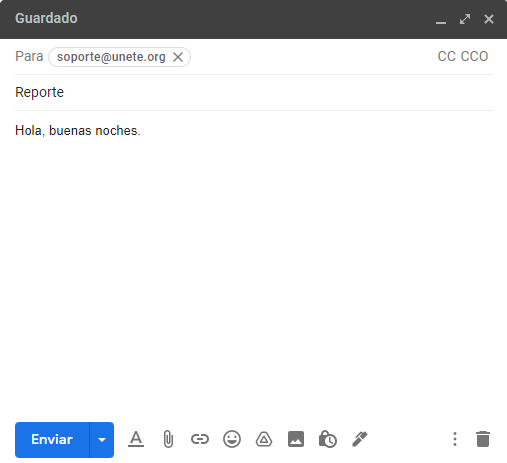 Guardado
Para soporte@unete.org CC CCO
Reporte
Hola, buenas noches.
Enviar